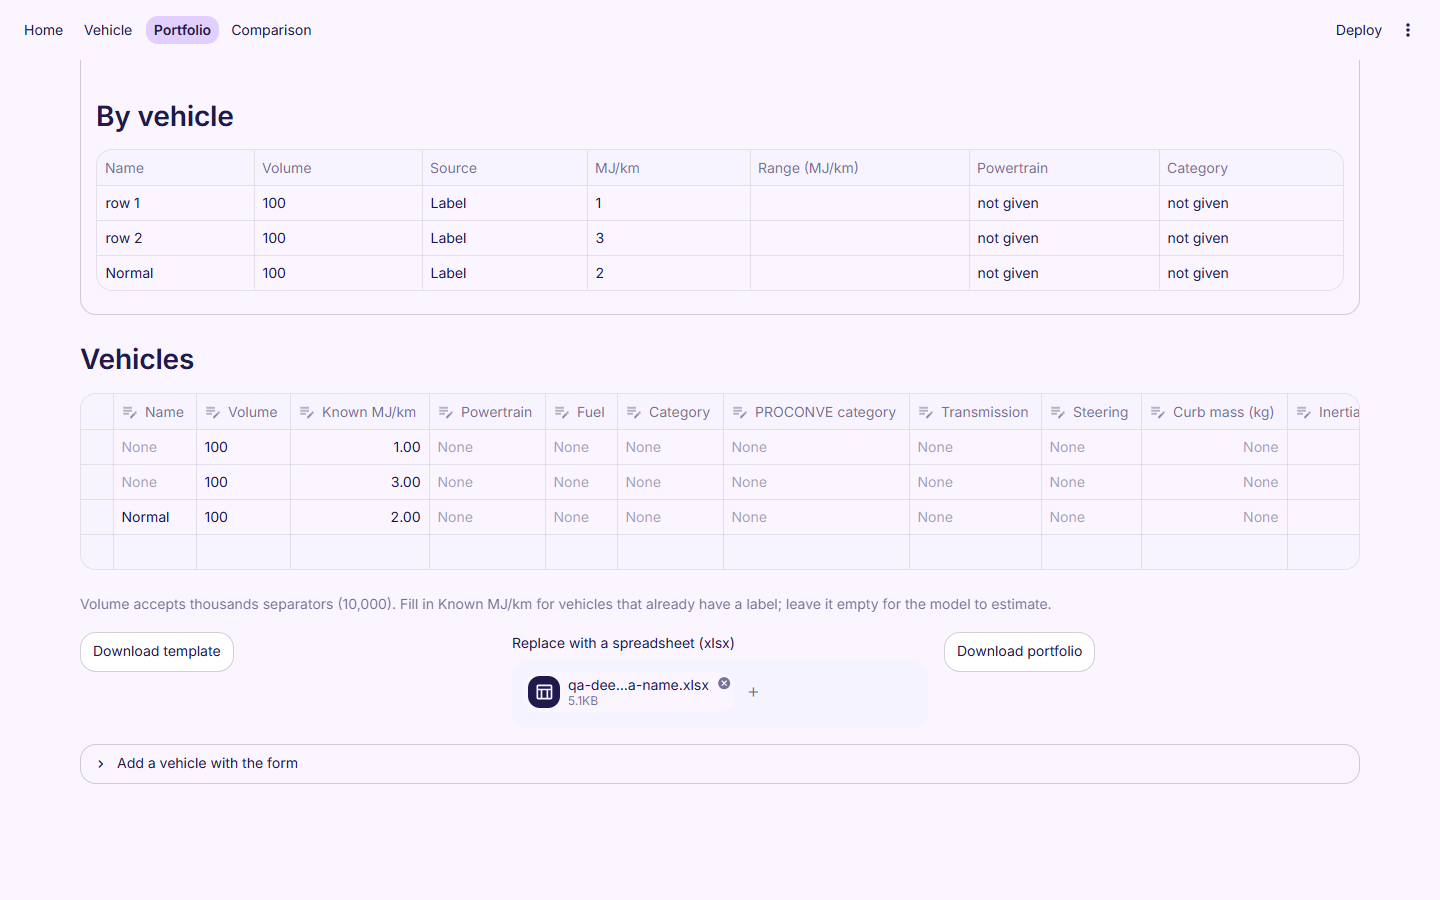 Home Vehicle Portfolio Comparison Deploy
By vehicle
Name Volume Source MJ/km Range (MJ/km) Powertrain Category
row 1 100 Label 1 not given not given
row 2 100 Label 3 not given not given
Normal 100 Label 2 not given not given
Vehicles
Name Volume Known MJ/km Powertrain Fuel Category PROCONVE category Transmission Steering Curb mass (kg) Inertia
None 100 1.00 None None None None None None None
None 100 3.00 None None None None None None None
Normal 100 2.00 None None None None None None None
Volume accepts thousands separators (10,000). Fill in Known MJ/km for vehicles that already have a label; leave it empty for the model to estimate.
Download template
Replace with a spreadsheet (xlsx)
qa-dee...a-name.xlsx
5.1KB
Download portfolio
Add a vehicle with the form